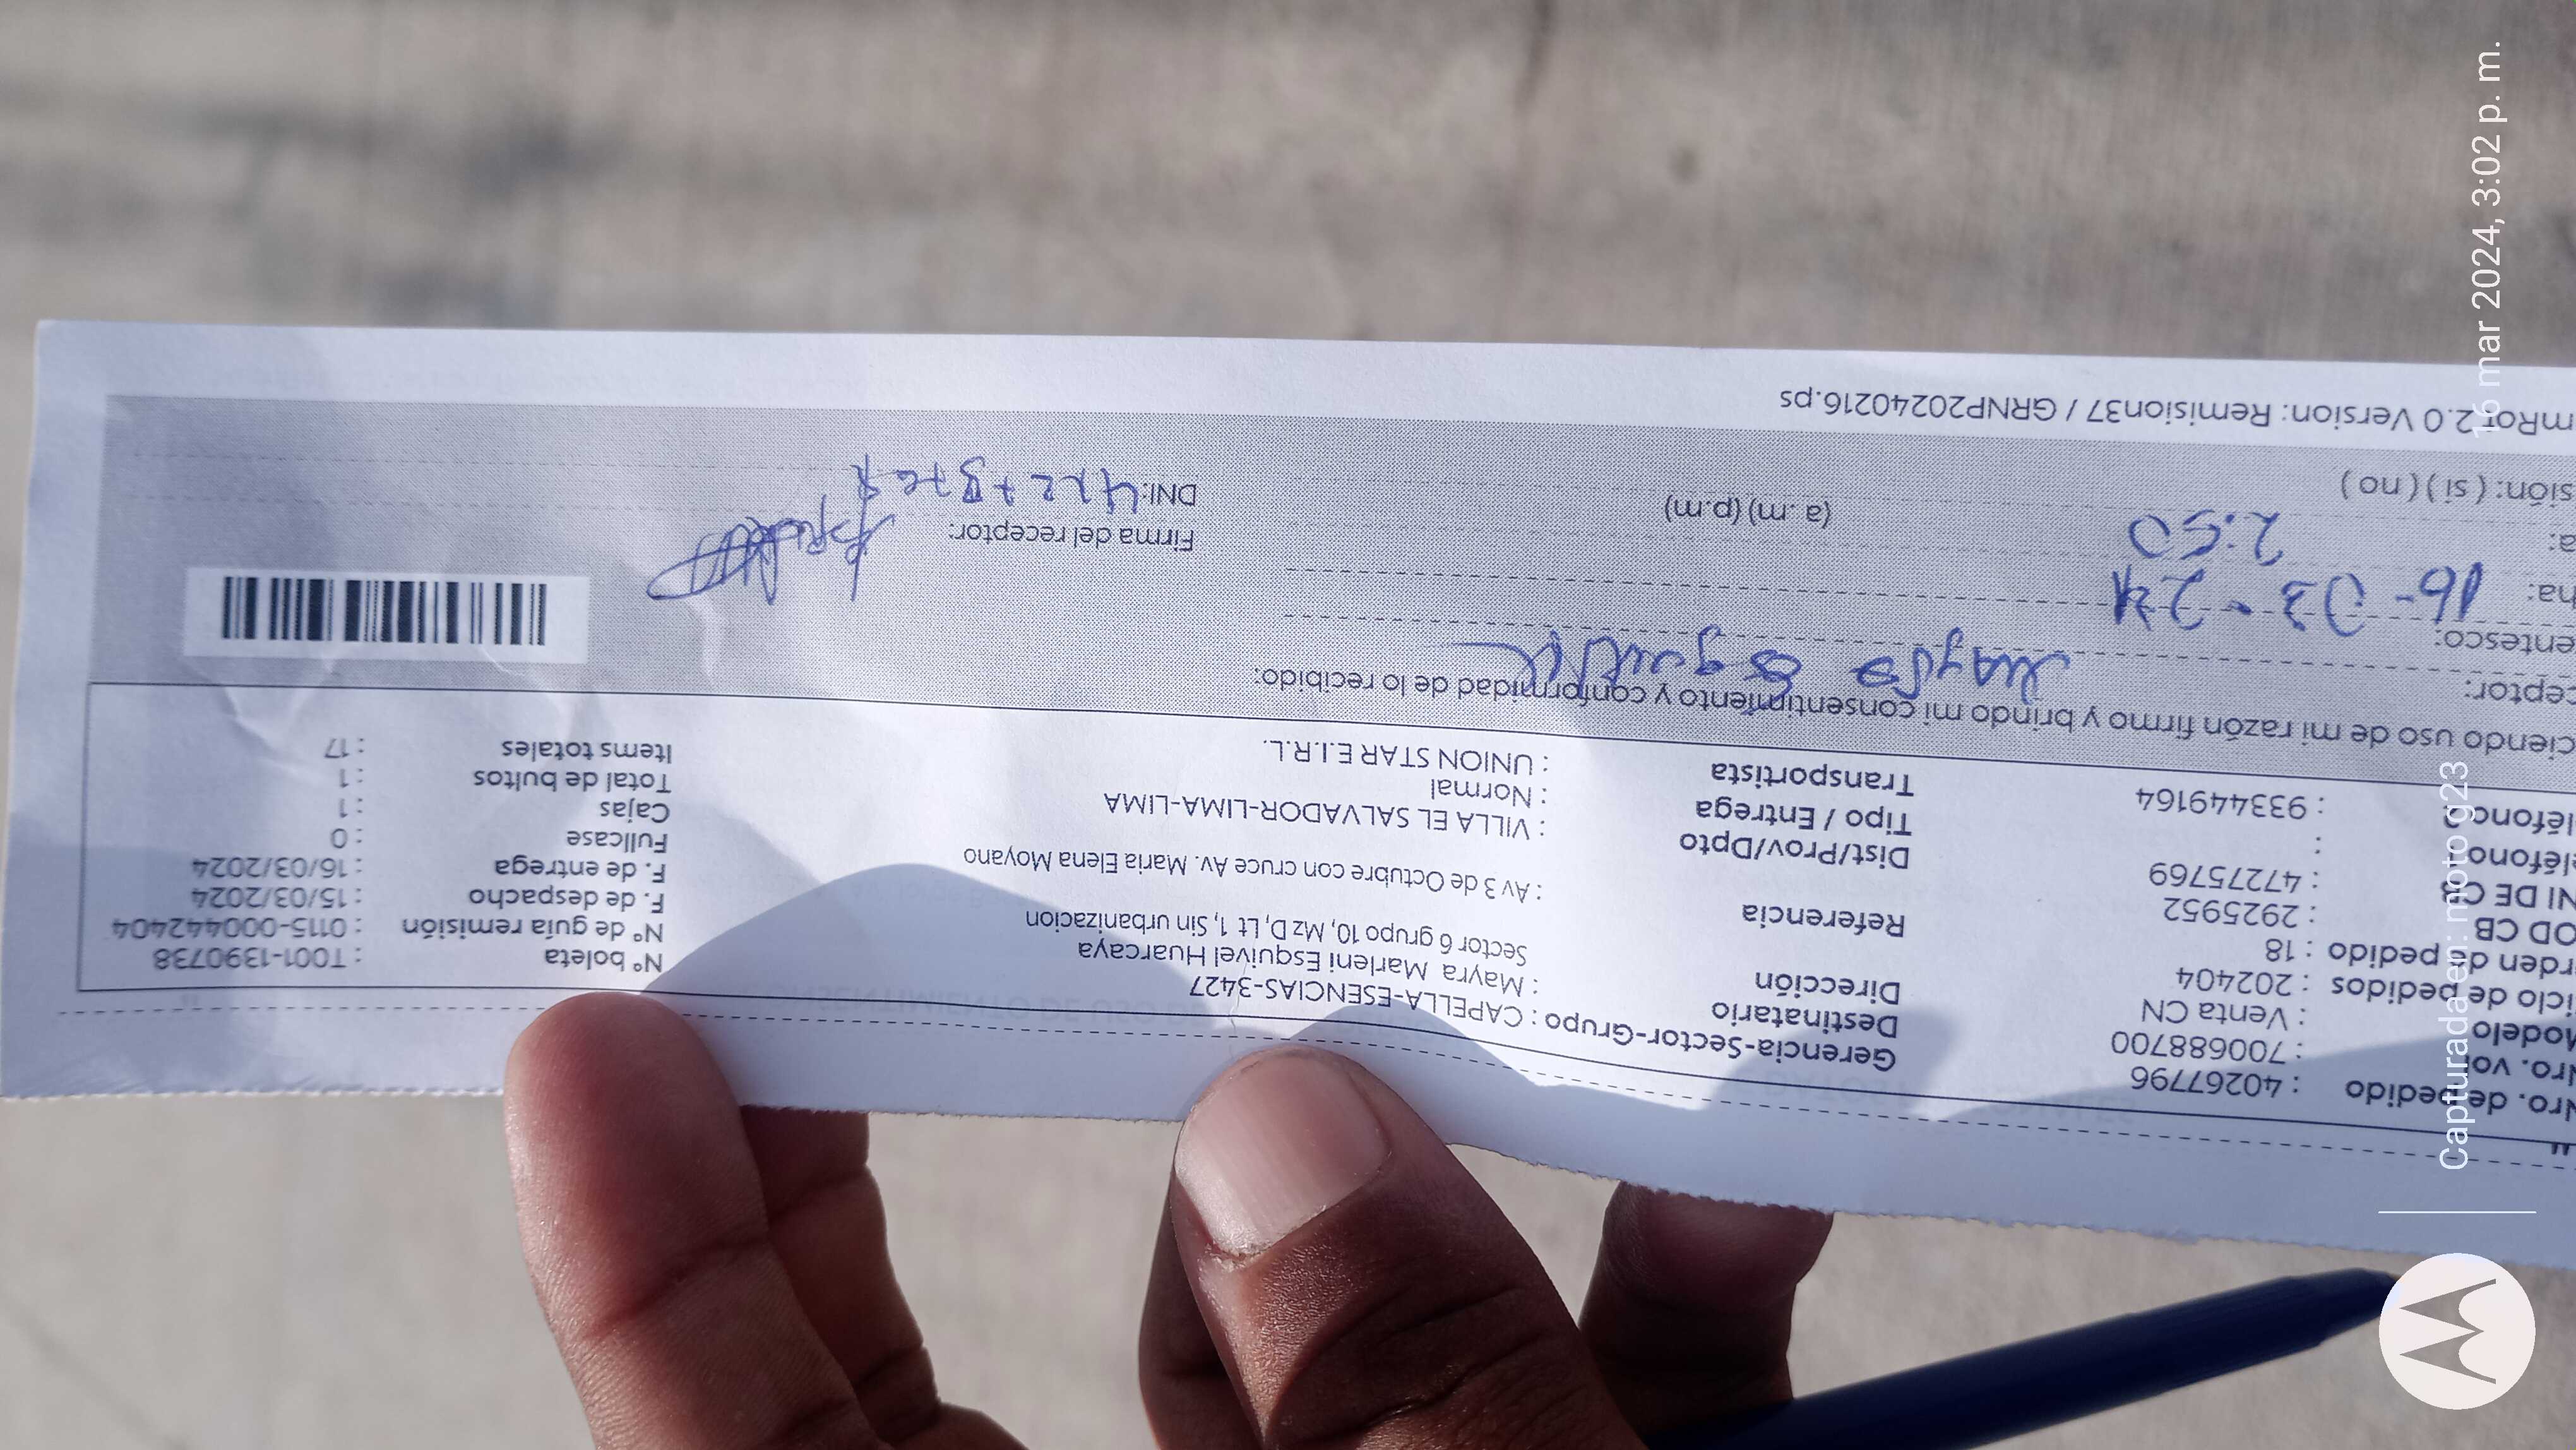 Nro. de pedido : 40267796
Nro. vol : 700688700
Modelo : Venta CN
iclo de pedidos : 202404
rden de pedido : 18
OD CB : 2925952
NI DE CB : 47275769
léfono :
léfono 2 : 933449164
Gerencia-Sector-Grupo : CAPELLA-ESENCIAS-3427
Destinatario : Mayra Marleni Esquivel Huarcaya
Dirección Sector 6 grupo 10, Mz D, Lt 1, Sin urbanizacion
Referencia : Av 3 de Octubre con cruce Av. Maria Elena Moyano
Dist/Prov/Dpto : VILLA EL SALVADOR-LIMA-LIMA
Tipo / Entrega : Normal
Transportista : UNION STAR E.I.R.L.
Nº boleta : T001-1390738
Nº de guía remisión : 0115-000442404
F. de despacho : 15/03/2024
F. de entrega : 16/03/2024
Fullcase : 0
Cajas : 1
Total de bultos : 1
Items totales : 17
ciendo uso de mi razón firmo y brindo mi consentimiento y conformidad de lo recibido:
ceptor: Mayra Esquivel
entesco:
ha: 16-03-24
a: 2:50 (a.m) (p.m)
sión: ( si ) ( no )
Firma del receptor:
DNI:
mRor 2.0 Version: Remision37 / GRNP20240216.ps
16 mar 2024, 3:02 p. m.
Capturada en: moto g23